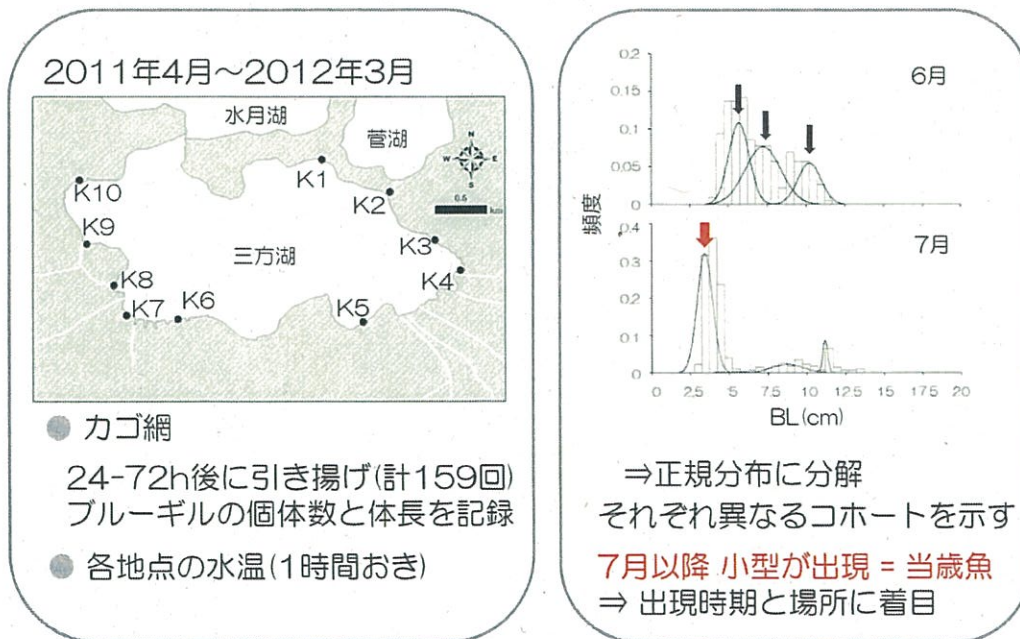 2011年4月～2012年3月
水月湖
菅湖
N
W E
S
0.5
km
K1
K2
K3
K4
K5
K6
K7
K8
K9
K10
三方湖
● カゴ網
24-72h後に引き揚げ(計159回)
ブルーギルの個体数と体長を記録
● 各地点の水温(1時間おき)
0.2
0.15
0.1
0.05
0
6月
頻度
0.4
0.3
0.2
0.1
0
7月
0 2.5 5 7.5 10 12.5 15 17.5 20
BL(cm)
⇒正規分布に分解
それぞれ異なるコホートを示す
7月以降 小型が出現 = 当歳魚
⇒ 出現時期と場所に着目